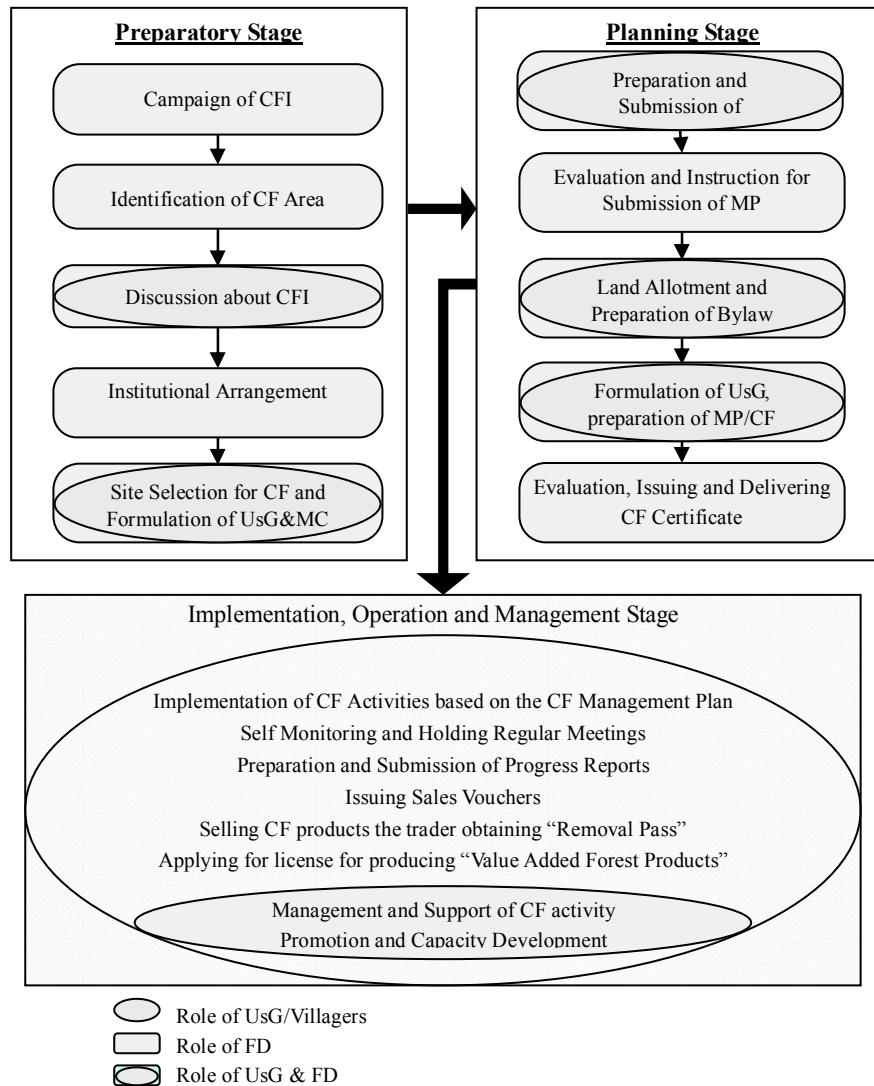 Preparatory Stage
Campaign of CFI
Identification of CF Area
Discussion about CFI
Institutional Arrangement
Site Selection for CF and
Formulation of UsG&MC
Planning Stage
Preparation and
Submission of
Evaluation and Instruction for
Submission of MP
Land Allotment and
Preparation of Bylaw
Formulation of UsG,
preparation of MP/CF
Evaluation, Issuing and Delivering
CF Certificate
Implementation, Operation and Management Stage
Implementation of CF Activities based on the CF Management Plan
Self Monitoring and Holding Regular Meetings
Preparation and Submission of Progress Reports
Issuing Sales Vouchers
Selling CF products the trader obtaining “Removal Pass”
Applying for license for producing “Value Added Forest Products”
Management and Support of CF activity
Promotion and Capacity Development
Role of UsG/Villagers
Role of FD
Role of UsG & FD